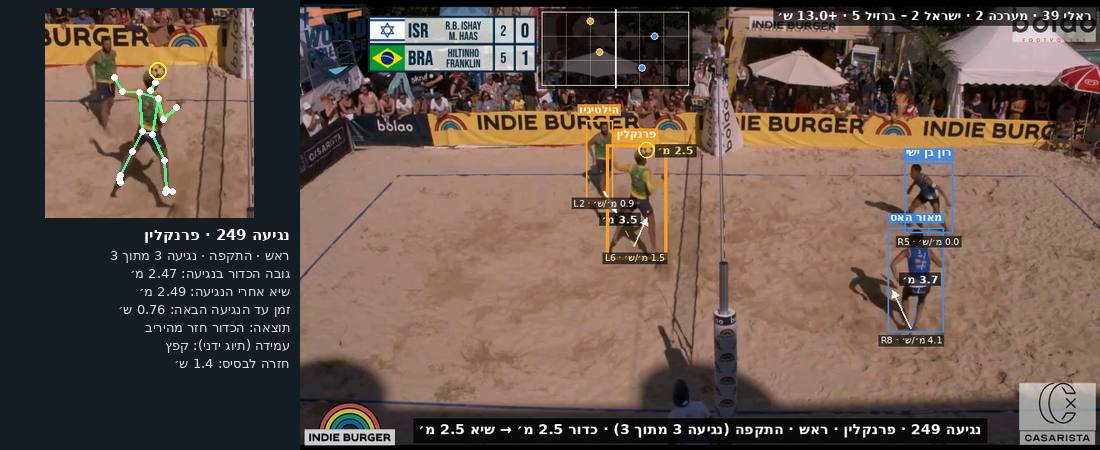 URGER
BURG
נגיעה 249 · פרנקלין
ראש · התקפה · נגיעה 3 מתוך 3
גובה הכדור בנגיעה: 2.47 מ׳
שיא אחרי הנגיעה: 2.49 מ׳
זמן עד הנגיעה הבאה: 0.76 ש׳
תוצאה: הכדור חזר מהיריב
עמידה (תיוג ידני): קפץ
חזרה לבסיס: 1.4 ש׳
ראלי 39 · מערכה 2 · ישראל 2 – ברזיל 5 · +13.0 ש׳
bolao
FOOTVOLLEY
ISR R.B. ISHAY M. HAAS 2 0
BRA HILTINHO FRANKLIN 5 1
INDIE BURGER
CASARISTA
bolao
INDIE BURGER
INDIE BURGER
הילטיניו
פרנקלין
2.5 מ׳
רון בן ישי
L2 · 0.9 מ׳/ש׳
3.5 מ׳
מאור האס
R5 · 0.0 מ׳/ש׳
L6 · 1.5 מ׳/ש׳
3.7 מ׳
R8 · 4.1 מ׳/ש׳
INDIE BURGER
נגיעה 249 · פרנקלין · ראש · התקפה (נגיעה 3 מתוך 3) · כדור 2.5 מ׳ → שיא 2.5 מ׳
CASARISTA